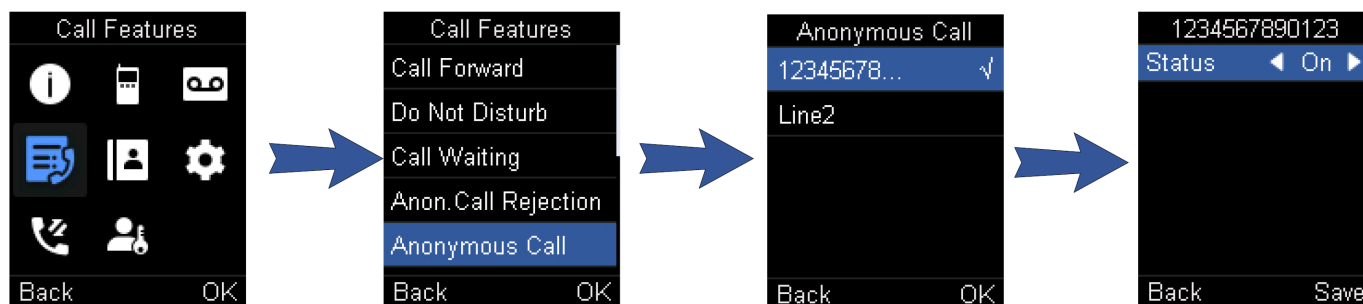 Call Features
Back OK
Call Features
Call Forward
Do Not Disturb
Call Waiting
Anon.Call Rejection
Anonymous Call
Back OK
Anonymous Call
12345678... √
Line2
Back OK
1234567890123
Status ◀ On ▶
Back Save